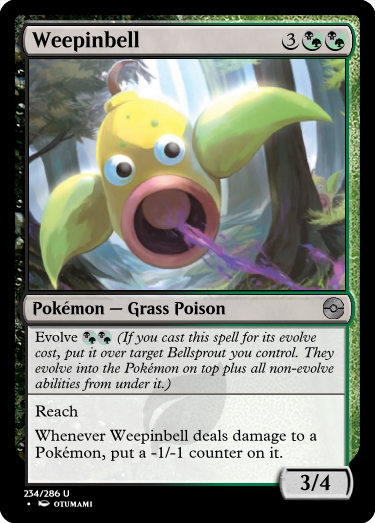 Weepinbell 3
Pokémon — Grass Poison
Evolve (If you cast this spell for its evolve
cost, put it over target Bellsprout you control. They
evolve into the Pokémon on top plus all non-evolve
abilities from under it.)
Reach
Whenever Weepinbell deals damage to a
Pokémon, put a -1/-1 counter on it.
3/4
234/286 U
• OTUMAMI